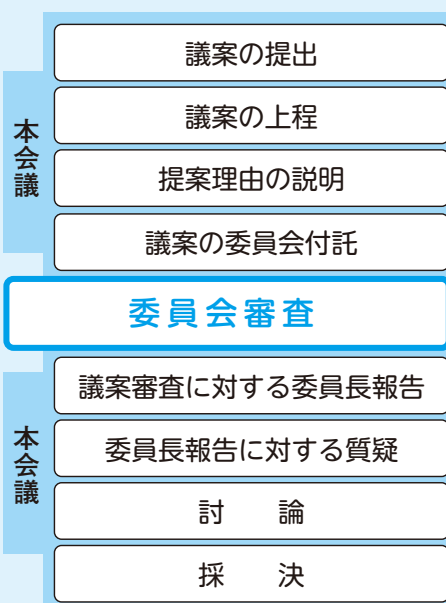 議案の提出
本会議
議案の上程
提案理由の説明
議案の委員会付託
委員会審査
本会議
議案審査に対する委員長報告
委員長報告に対する質疑
討　論
採　決